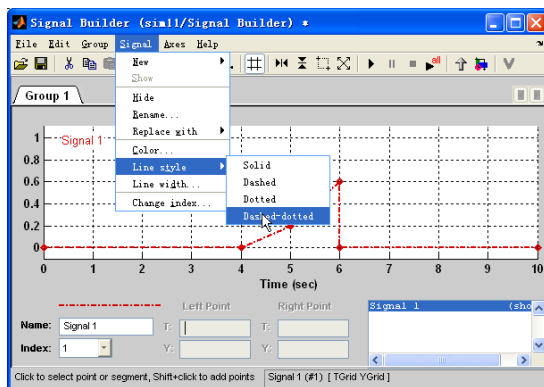 Signal Builder (sim11/Signal Builder) *
File Edit Group Signal Axes Help
all
Group 1
New
Show
Hide
Rename...
Replace with
Color...
Line style
Line width...
Change index...
Solid
Dashed
Dotted
Dashed-dotted
Signal 1
1
0.8
0.6
0.4
0.2
0
0 1 2 3 4 5 6 7 8 9 10
Time (sec)
Left Point Right Point
Name: Signal 1 T: T:
Index: 1 Y: Y:
Signal 1 (sho
Click to select point or segment, Shift+click to add points Signal 1 (#1) [ TGrid YGrid ]